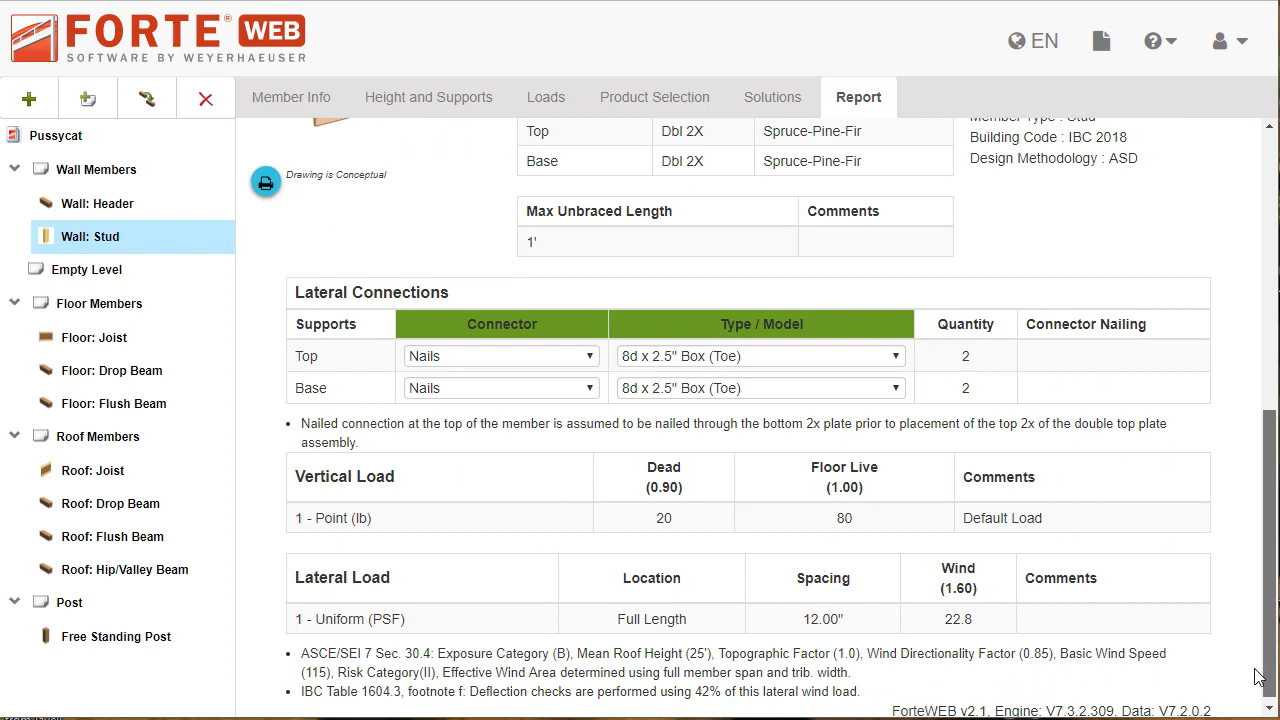 FORTE® WEB
SOFTWARE BY WEYERHAEUSER
EN
Member Info
Height and Supports
Loads
Product Selection
Solutions
Report
Pussycat
Wall Members
Wall: Header
Wall: Stud
Empty Level
Floor Members
Floor: Joist
Floor: Drop Beam
Floor: Flush Beam
Roof Members
Roof: Joist
Roof: Drop Beam
Roof: Flush Beam
Roof: Hip/Valley Beam
Post
Free Standing Post
Drawing is Conceptual
Top Dbl 2X Spruce-Pine-Fir
Base Dbl 2X Spruce-Pine-Fir
Member Type : Stud
Building Code : IBC 2018
Design Methodology : ASD
Max Unbraced Length Comments
1'
Lateral Connections
Supports Connector Type / Model Quantity Connector Nailing
Top Nails 8d x 2.5" Box (Toe) 2
Base Nails 8d x 2.5" Box (Toe) 2
• Nailed connection at the top of the member is assumed to be nailed through the bottom 2x plate prior to placement of the top 2x of the double top plate
assembly.
Vertical Load Dead (0.90) Floor Live (1.00) Comments
1 - Point (lb) 20 80 Default Load
Lateral Load Location Spacing Wind (1.60) Comments
1 - Uniform (PSF) Full Length 12.00" 22.8
• ASCE/SEI 7 Sec. 30.4: Exposure Category (B), Mean Roof Height (25'), Topographic Factor (1.0), Wind Directionality Factor (0.85), Basic Wind Speed
(115), Risk Category(II), Effective Wind Area determined using full member span and trib. width.
• IBC Table 1604.3, footnote f: Deflection checks are performed using 42% of this lateral wind load.
ForteWEB v2.1, Engine: V7.3.2.309, Data: V7.2.0.2